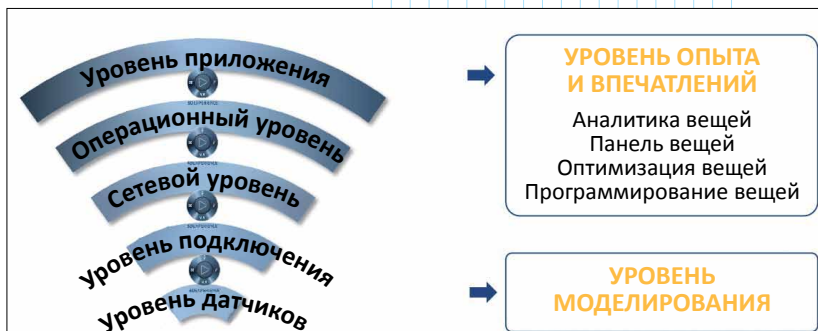 Уровень приложения
Операционный уровень
Сетевой уровень
Уровень подключения
Уровень датчиков
УРОВЕНЬ ОПЫТА
И ВПЕЧАТЛЕНИЙ
Аналитика вещей
Панель вещей
Оптимизация вещей
Программирование вещей
УРОВЕНЬ
МОДЕЛИРОВАНИЯ